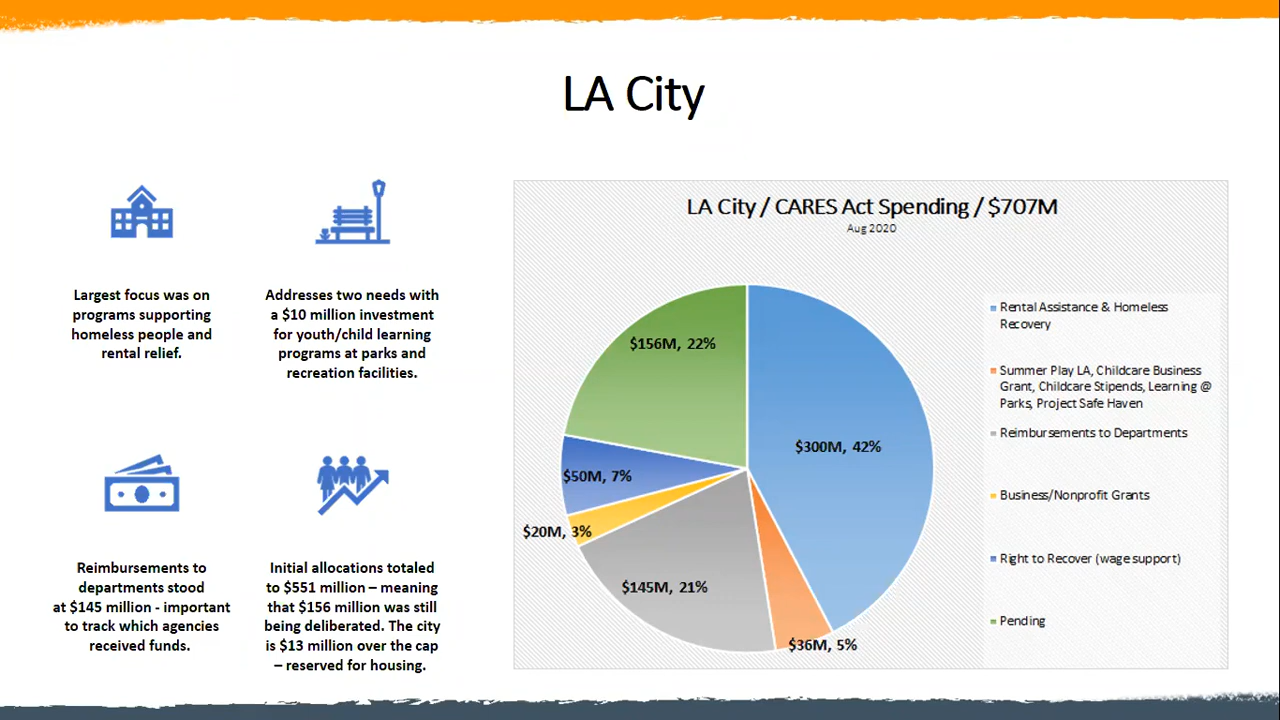 LA City
Largest focus was on
programs supporting
homeless people and
rental relief.
Addresses two needs with
a $10 million investment
for youth/child learning
programs at parks and
recreation facilities.
Reimbursements to
departments stood
at $145 million - important
to track which agencies
received funds.
Initial allocations totaled
to $551 million – meaning
that $156 million was still
being deliberated. The city
is $13 million over the cap
– reserved for housing.
LA City / CARES Act Spending / $707M
Aug 2020
$156M, 22%
$300M, 42%
$50M, 7%
$20M, 3%
$145M, 21%
$36M, 5%
Rental Assistance & Homeless
Recovery
Summer Play LA, Childcare Business
Grant, Childcare Stipends, Learning @
Parks, Project Safe Haven
Reimbursements to Departments
Business/Nonprofit Grants
Right to Recover (wage support)
Pending